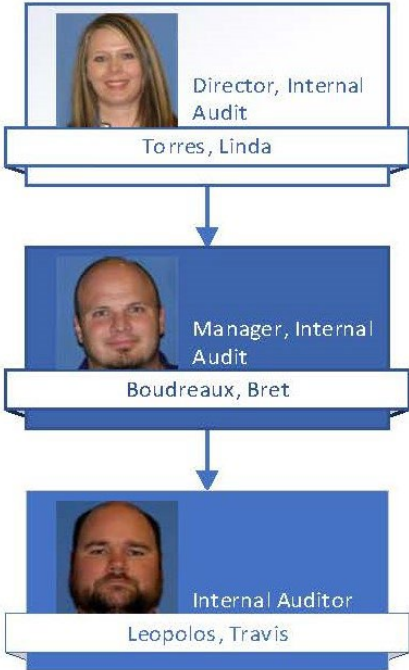 Director, Internal
Audit
Torres, Linda
Manager, Internal
Audit
Boudreaux, Bret
Internal Auditor
Leopolos, Travis